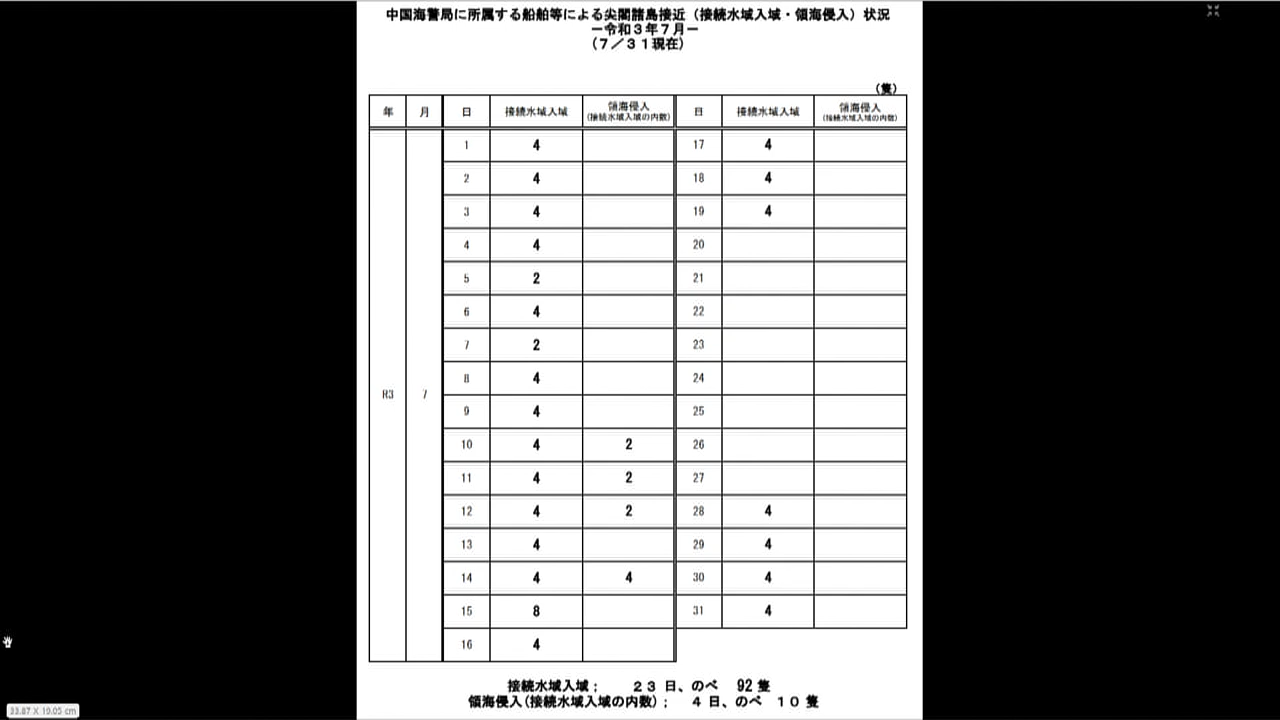 中国海警局に所属する船舶等による尖閣諸島接近（接続水域入域・領海侵入）状況
－令和３年７月－
（７／３１現在）
（隻）
年 月 日 接続水域入域 領海侵入 (接続水域入域の内数) 日 接続水域入域 領海侵入 (接続水域入域の内数)
1 4 17 4
2 4 18 4
3 4 19 4
4 4 20
5 2 21
6 4 22
7 2 23
8 4 24
R3 7
9 4 25
10 4 2 26
11 4 2 27
12 4 2 28 4
13 4 29 4
14 4 4 30 4
15 8 31 4
16 4
接続水域入域； ２３ 日、のべ 92 隻
領海侵入(接続水域入域の内数)； ４ 日、のべ １０ 隻
33.87 X 19.05 cm